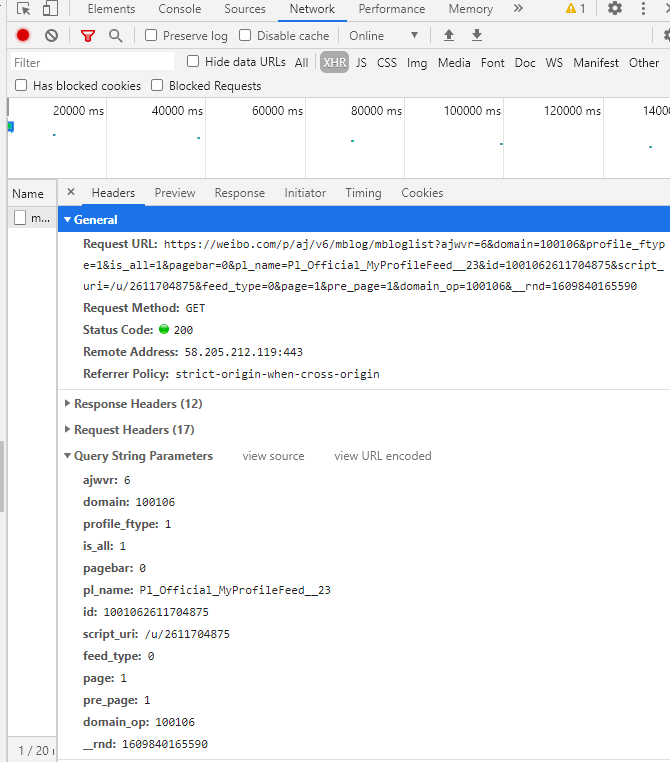 Elements Console Sources Network Performance Memory » 1
Preserve log Disable cache Online
Filter Hide data URLs All XHR JS CSS Img Media Font Doc WS Manifest Other
Has blocked cookies Blocked Requests
20000 ms 40000 ms 60000 ms 80000 ms 100000 ms 120000 ms 1400
Name × Headers Preview Response Initiator Timing Cookies
m... General
Request URL: https://weibo.com/p/aj/v6/mblog/mbloglist?ajwvr=6&domain=100106&profile_ftyp
e=1&is_all=1&pagebar=0&pl_name=Pl_Official_MyProfileFeed__23&id=1001062611704875&script_
uri=/u/2611704875&feed_type=0&page=1&pre_page=1&domain_op=100106&__rnd=1609840165590
Request Method: GET
Status Code: 200
Remote Address: 58.205.212.119:443
Referrer Policy: strict-origin-when-cross-origin
Response Headers (12)
Request Headers (17)
Query String Parameters view source view URL encoded
ajwvr: 6
domain: 100106
profile_ftype: 1
is_all: 1
pagebar: 0
pl_name: Pl_Official_MyProfileFeed__23
id: 1001062611704875
script_uri: /u/2611704875
feed_type: 0
page: 1
pre_page: 1
domain_op: 100106
__rnd: 1609840165590
1 / 20